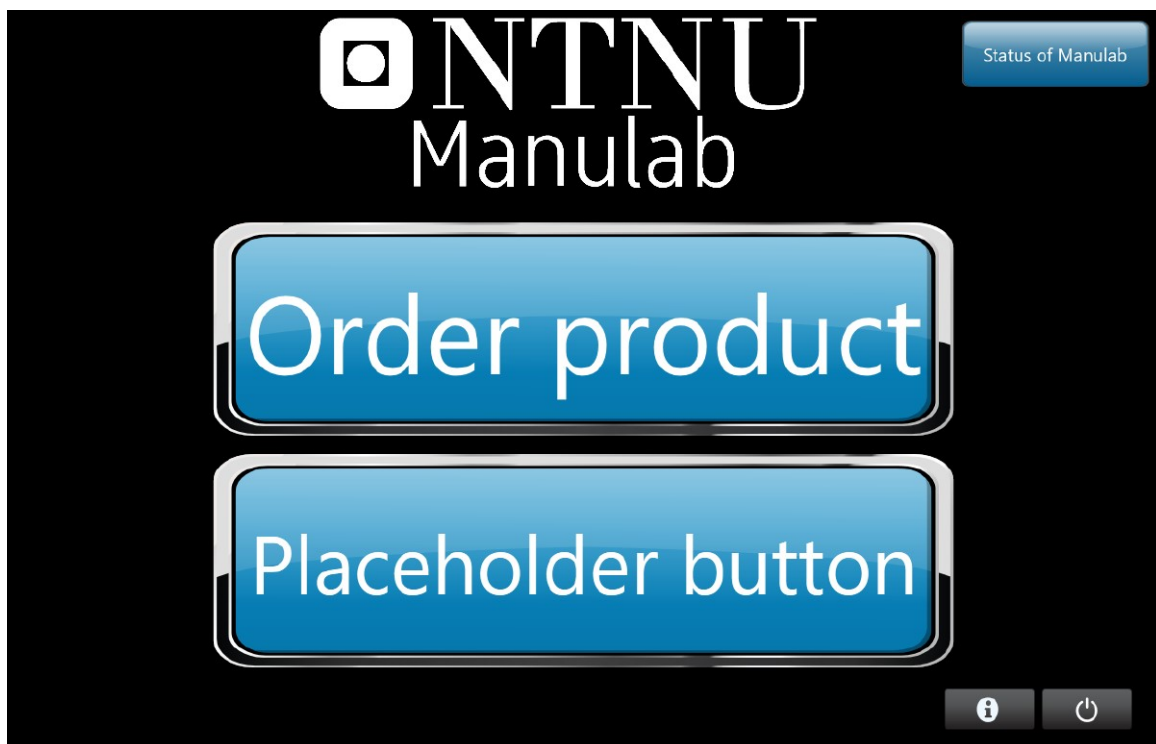 NTNU
Status of Manulab
Manulab
Order product
Placeholder button